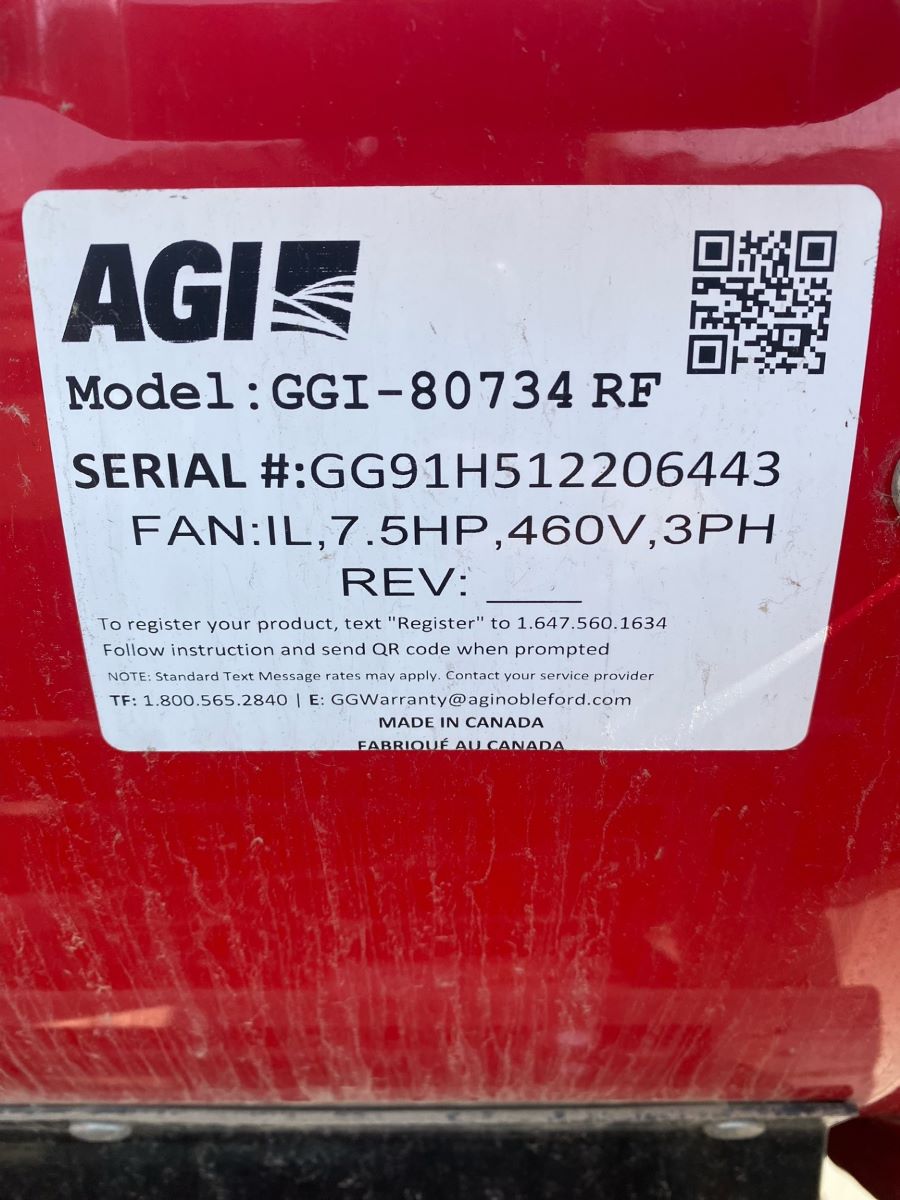 AGI
Model:GGI-80734 RF
SERIAL #:GG91H512206443
FAN:IL,7.5HP,460V,3PH
REV: ____
To register your product, text "Register" to 1.647.560.1634
Follow instruction and send QR code when prompted
NOTE: Standard Text Message rates may apply. Contact your service provider
TF: 1.800.565.2840 | E: GGWarranty@aginobleford.com
MADE IN CANADA
FABRIQUÉ AU CANADA